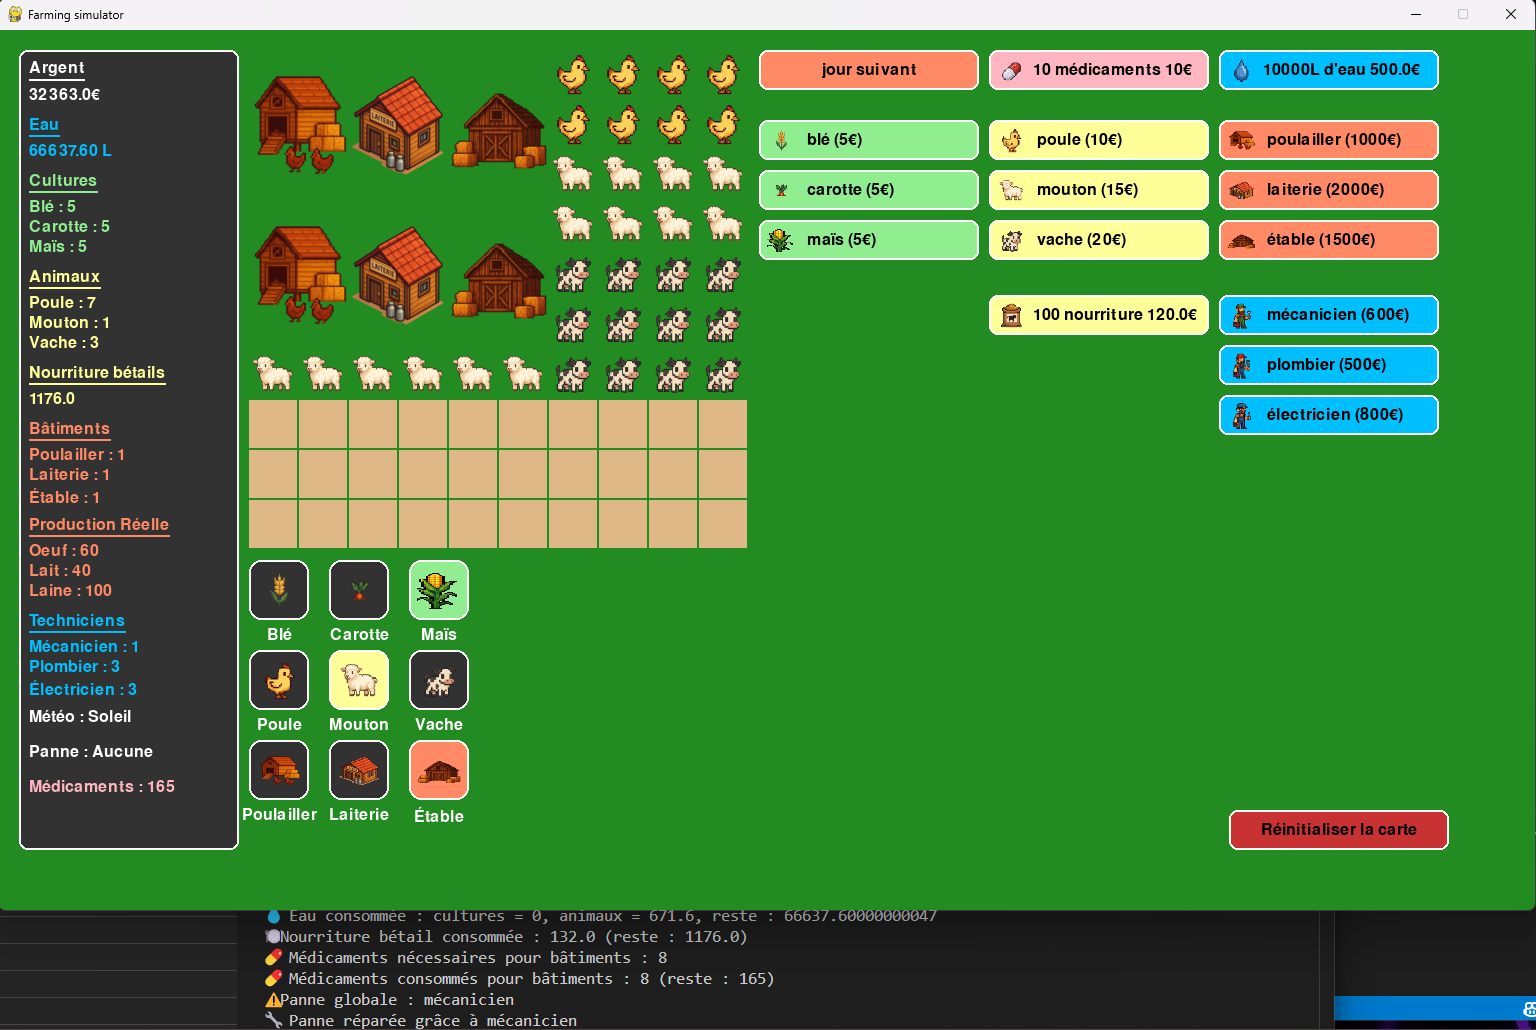 Farming simulator
Argent
32363.0€
Eau
66637.60 L
Cultures
Blé : 5
Carotte : 5
Maïs : 5
Animaux
Poule : 7
Mouton : 1
Vache : 3
Nourriture bétails
1176.0
Bâtiments
Poulailler : 1
Laiterie : 1
Étable : 1
Production Réelle
Oeuf : 60
Lait : 40
Laine : 100
Techniciens
Mécanicien : 1
Plombier : 3
Électricien : 3
Météo : Soleil
Panne : Aucune
Médicaments : 165
LAITERIE
LAITERIE
jour suivant
10 médicaments 10€
10000L d'eau 500.0€
blé (5€)
poule (10€)
poulailler (1000€)
carotte (5€)
mouton (15€)
laiterie (2000€)
maïs (5€)
vache (20€)
étable (1500€)
100 nourriture 120.0€
mécanicien (600€)
plombier (500€)
électricien (800€)
Blé
Carotte
Maïs
Poule
Mouton
Vache
Poulailler
Laiterie
Étable
Réinitialiser la carte
Eau consommée : cultures = 0, animaux = 671.6, reste : 66637.60000000047
Nourriture bétail consommée : 132.0 (reste : 1176.0)
Médicaments nécessaires pour bâtiments : 8
Médicaments consommés pour bâtiments : 8 (reste : 165)
Panne globale : mécanicien
Panne réparée grâce à mécanicien